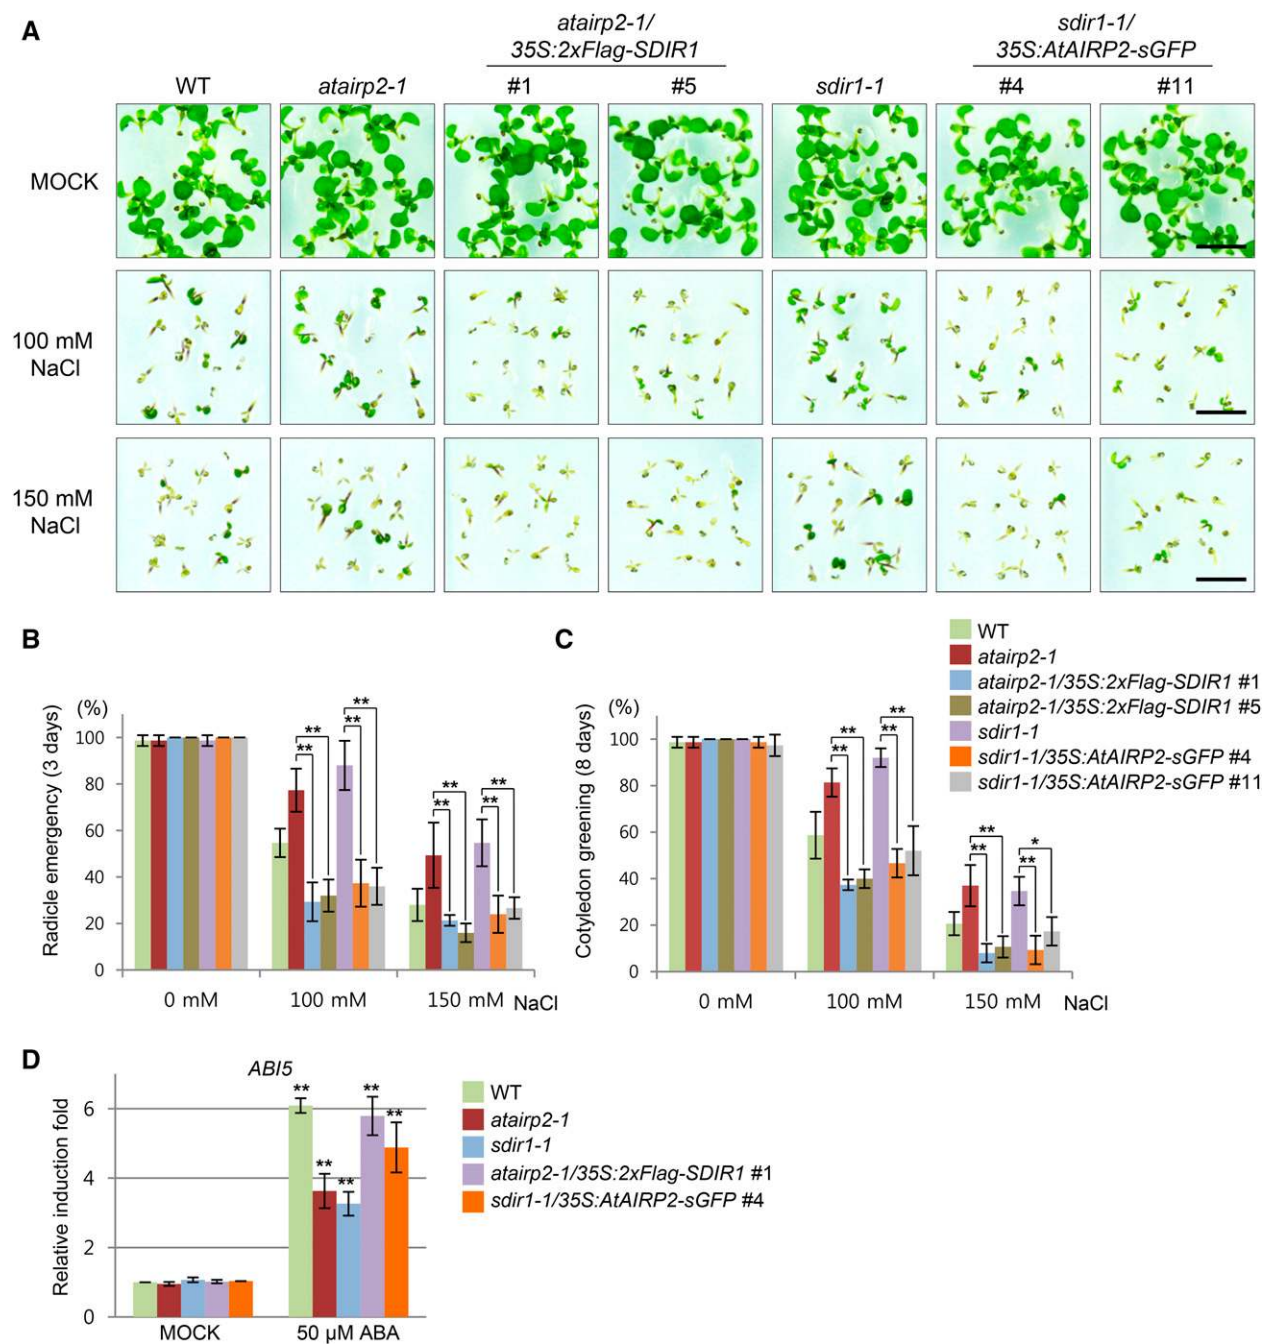 A
atairp2-1/
35S:2xFlag-SDIR1
sdir1-1/
35S:AtAIRP2-sGFP
WT
atairp2-1
#1
#5
sdir1-1
#4
#11
MOCK
100 mM
NaCl
150 mM
NaCl
B
(%)
Radicle emergency (3 days)
100
80
60
40
20
0
** ** ** **
** ** ** **
0 mM
100 mM
150 mM
NaCl
C
(%)
Cotyledon greening (8 days)
100
80
60
40
20
0
** ** ** **
** ** ** *
0 mM
100 mM
150 mM
NaCl
WT
atairp2-1
atairp2-1/35S:2xFlag-SDIR1 #1
atairp2-1/35S:2xFlag-SDIR1 #5
sdir1-1
sdir1-1/35S:AtAIRP2-sGFP #4
sdir1-1/35S:AtAIRP2-sGFP #11
D
ABI5
Relative induction fold
6
4
2
0
** ** ** ** **
MOCK
50 µM ABA
WT
atairp2-1
sdir1-1
atairp2-1/35S:2xFlag-SDIR1 #1
sdir1-1/35S:AtAIRP2-sGFP #4